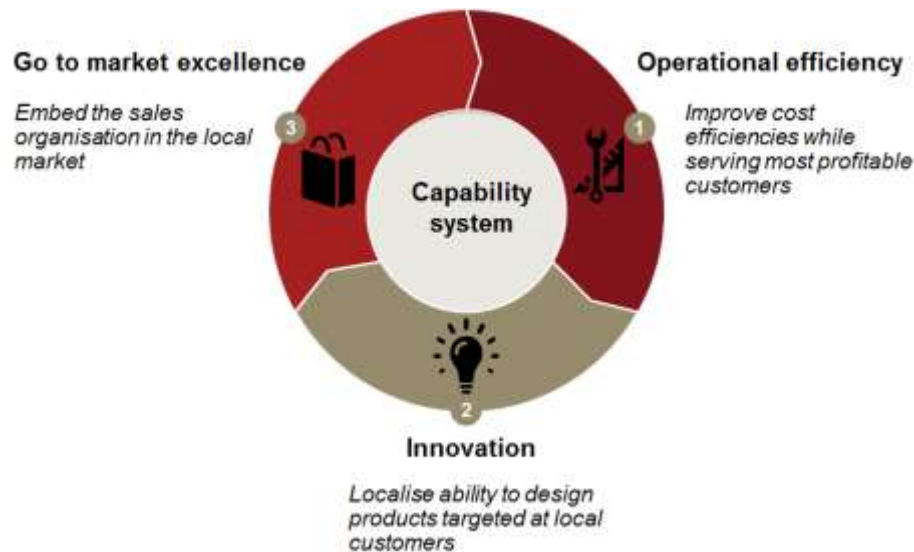 Go to market excellence
Embed the sales
organisation in the local
market
3
Operational efficiency
1
Improve cost
efficiencies while
serving most profitable
customers
Capability
system
2
Innovation
Localise ability to design
products targeted at local
customers